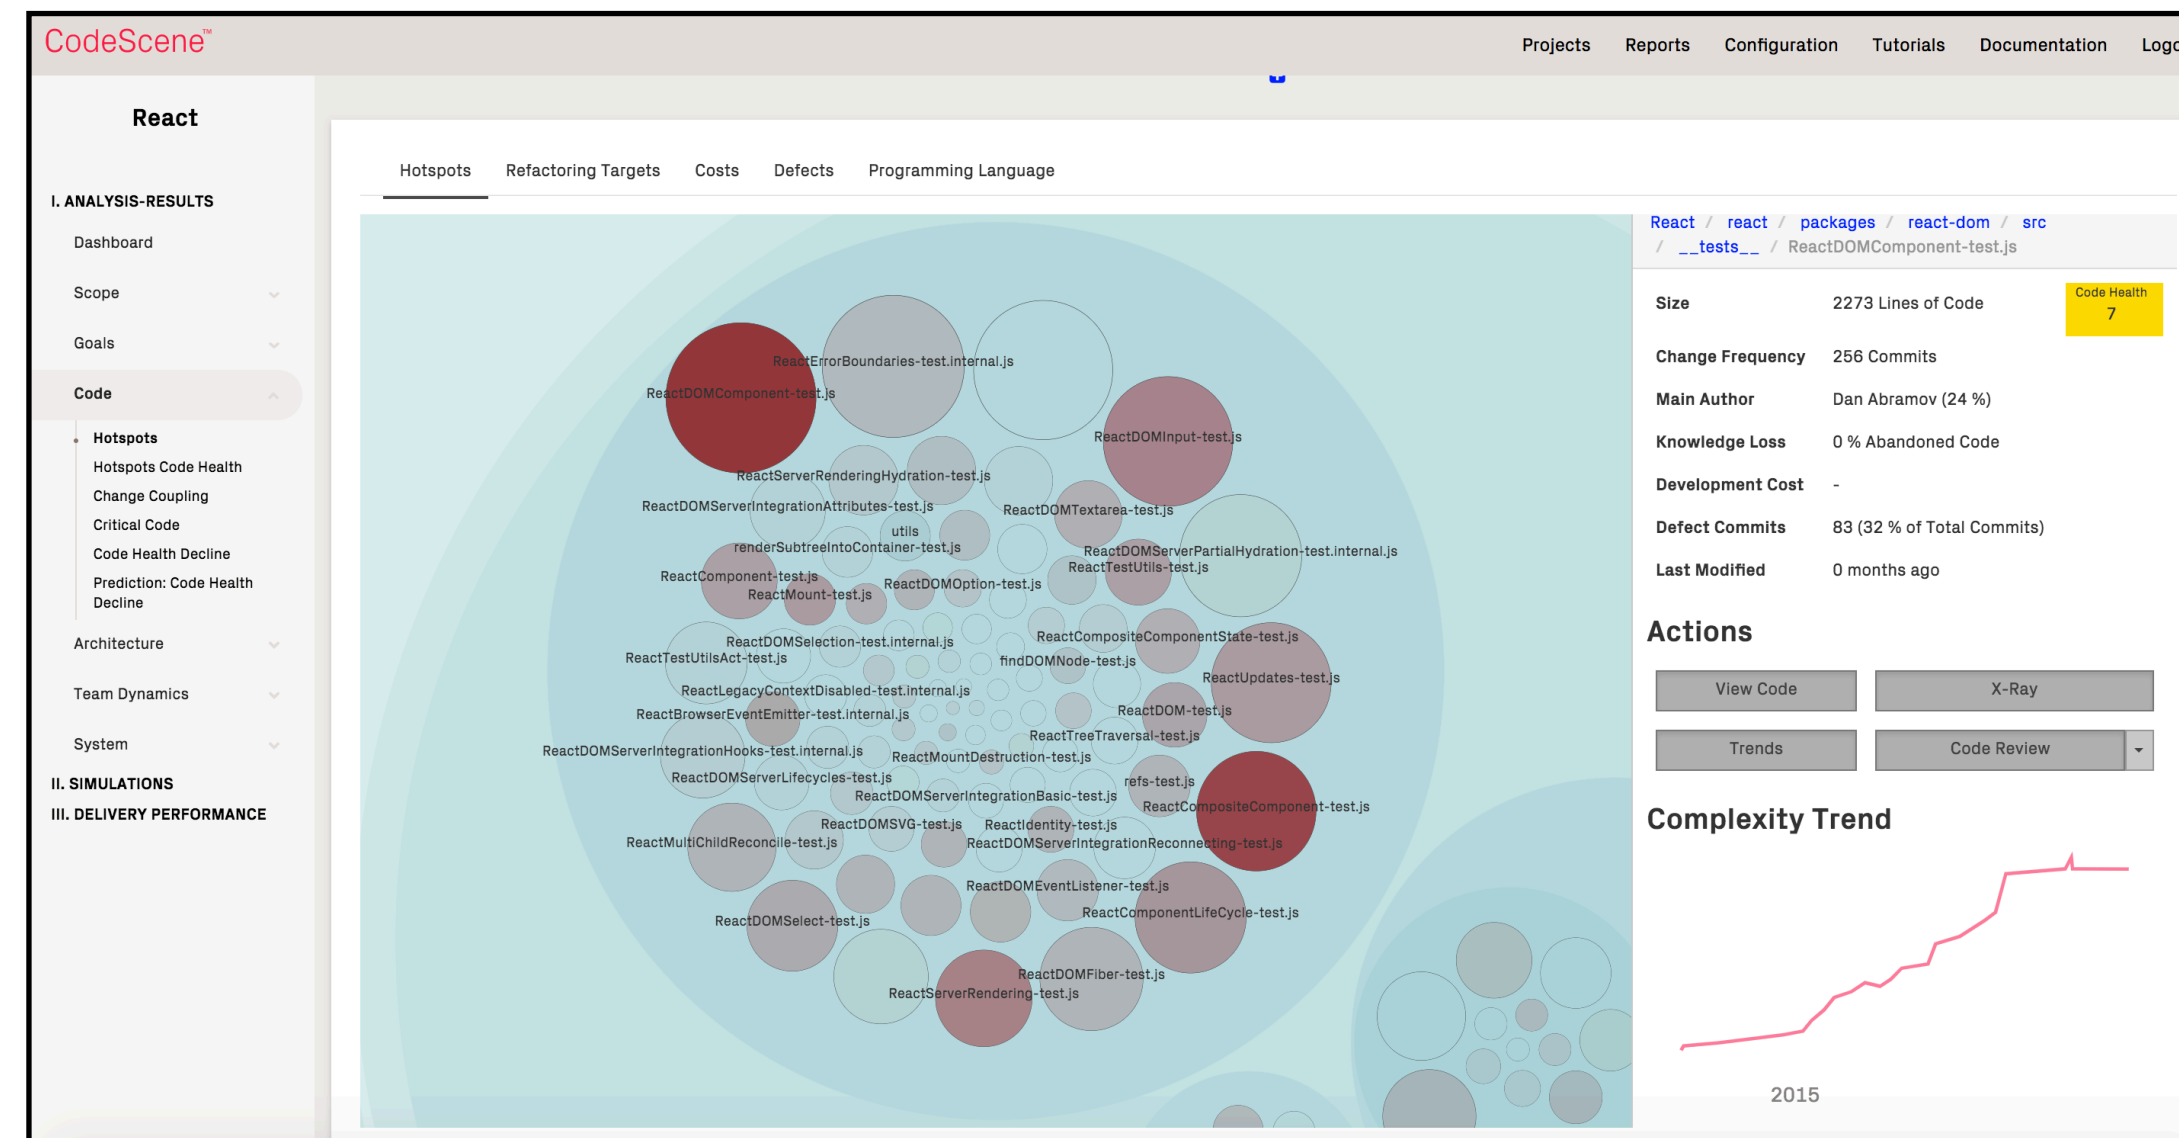 CodeScene™
Projects Reports Configuration Tutorials Documentation Logo
React
I. ANALYSIS-RESULTS
Dashboard
Scope
Goals
Code
Hotspots
Hotspots Code Health
Change Coupling
Critical Code
Code Health Decline
Prediction: Code Health
Decline
Architecture
Team Dynamics
System
II. SIMULATIONS
III. DELIVERY PERFORMANCE
Hotspots Refactoring Targets Costs Defects Programming Language
ReactErrorBoundaries-test.internal.js
ReactDOMComponent-test.js
ReactDOMInput-test.js
ReactServerRenderingHydration-test.js
ReactDOMServerIntegrationAttributes-test.js
ReactDOMTextarea-test.js
utils
renderSubtreeIntoContainer-test.js
ReactDOMServerPartialHydration-test.internal.js
ReactTestUtils-test.js
ReactComponent-test.js
ReactDOMOption-test.js
ReactMount-test.js
ReactCompositeComponentState-test.js
ReactDOMSelection-test.internal.js
ReactTestUtilsAct-test.js
findDOMNode-test.js
ReactUpdates-test.js
ReactLegacyContextDisabled-test.internal.js
ReactDOM-test.js
ReactBrowserEventEmitter-test.internal.js
ReactTreeTraversal-test.js
ReactDOMServerIntegrationHooks-test.internal.js
ReactMountDestruction-test.js
ReactDOMServerLifecycles-test.js
refs-test.js
ReactDOMServerIntegrationBasic-test.js
ReactCompositeComponent-test.js
ReactDOMSVG-test.js
ReactIdentity-test.js
ReactMultiChildReconcile-test.js
ReactDOMServerIntegrationReconnecting-test.js
ReactDOMEventListener-test.js
ReactComponentLifeCycle-test.js
ReactDOMSelect-test.js
ReactDOMFiber-test.js
ReactServerRendering-test.js
React / react / packages / react-dom / src
/ __tests__ / ReactDOMComponent-test.js
Size 2273 Lines of Code
Code Health
7
Change Frequency 256 Commits
Main Author Dan Abramov (24 %)
Knowledge Loss 0 % Abandoned Code
Development Cost -
Defect Commits 83 (32 % of Total Commits)
Last Modified 0 months ago
Actions
View Code X-Ray
Trends Code Review
Complexity Trend
2015